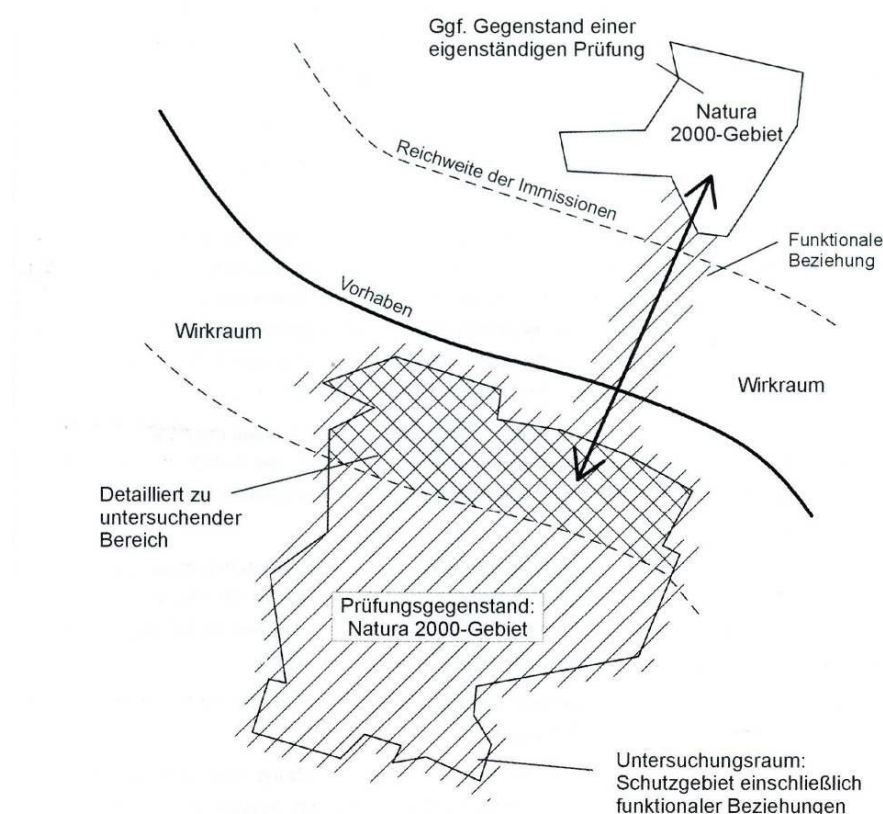 Ggf. Gegenstand einer
eigenständigen Prüfung
Natura
2000-Gebiet
Reichweite der Immissionen
Funktionale
Beziehung
Vorhaben
Wirkraum
Wirkraum
Detailliert zu
untersuchender
Bereich
Prüfungsgegenstand:
Natura 2000-Gebiet
Untersuchungsraum:
Schutzgebiet einschließlich
funktionaler Beziehungen